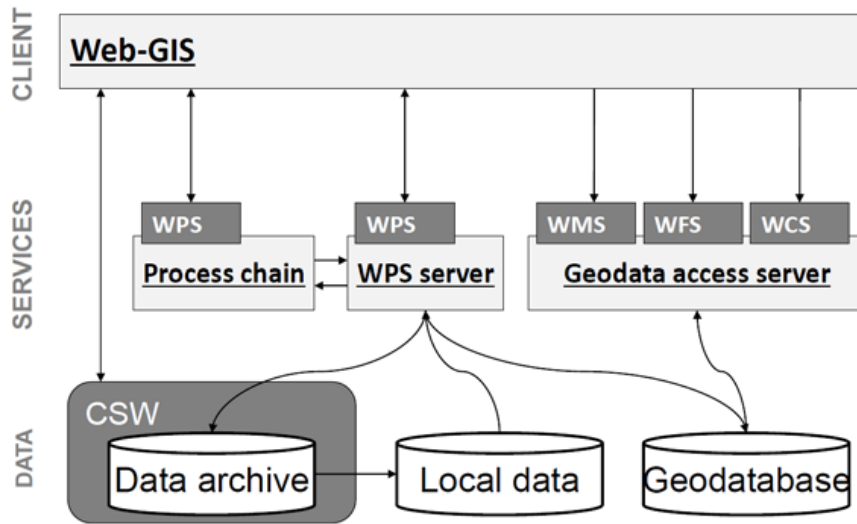 CLIENT
Web-GIS
SERVICES
WPS
WPS
WMS
WFS
WCS
Process chain
WPS server
Geodata access server
DATA
CSW
Data archive
Local data
Geodatabase